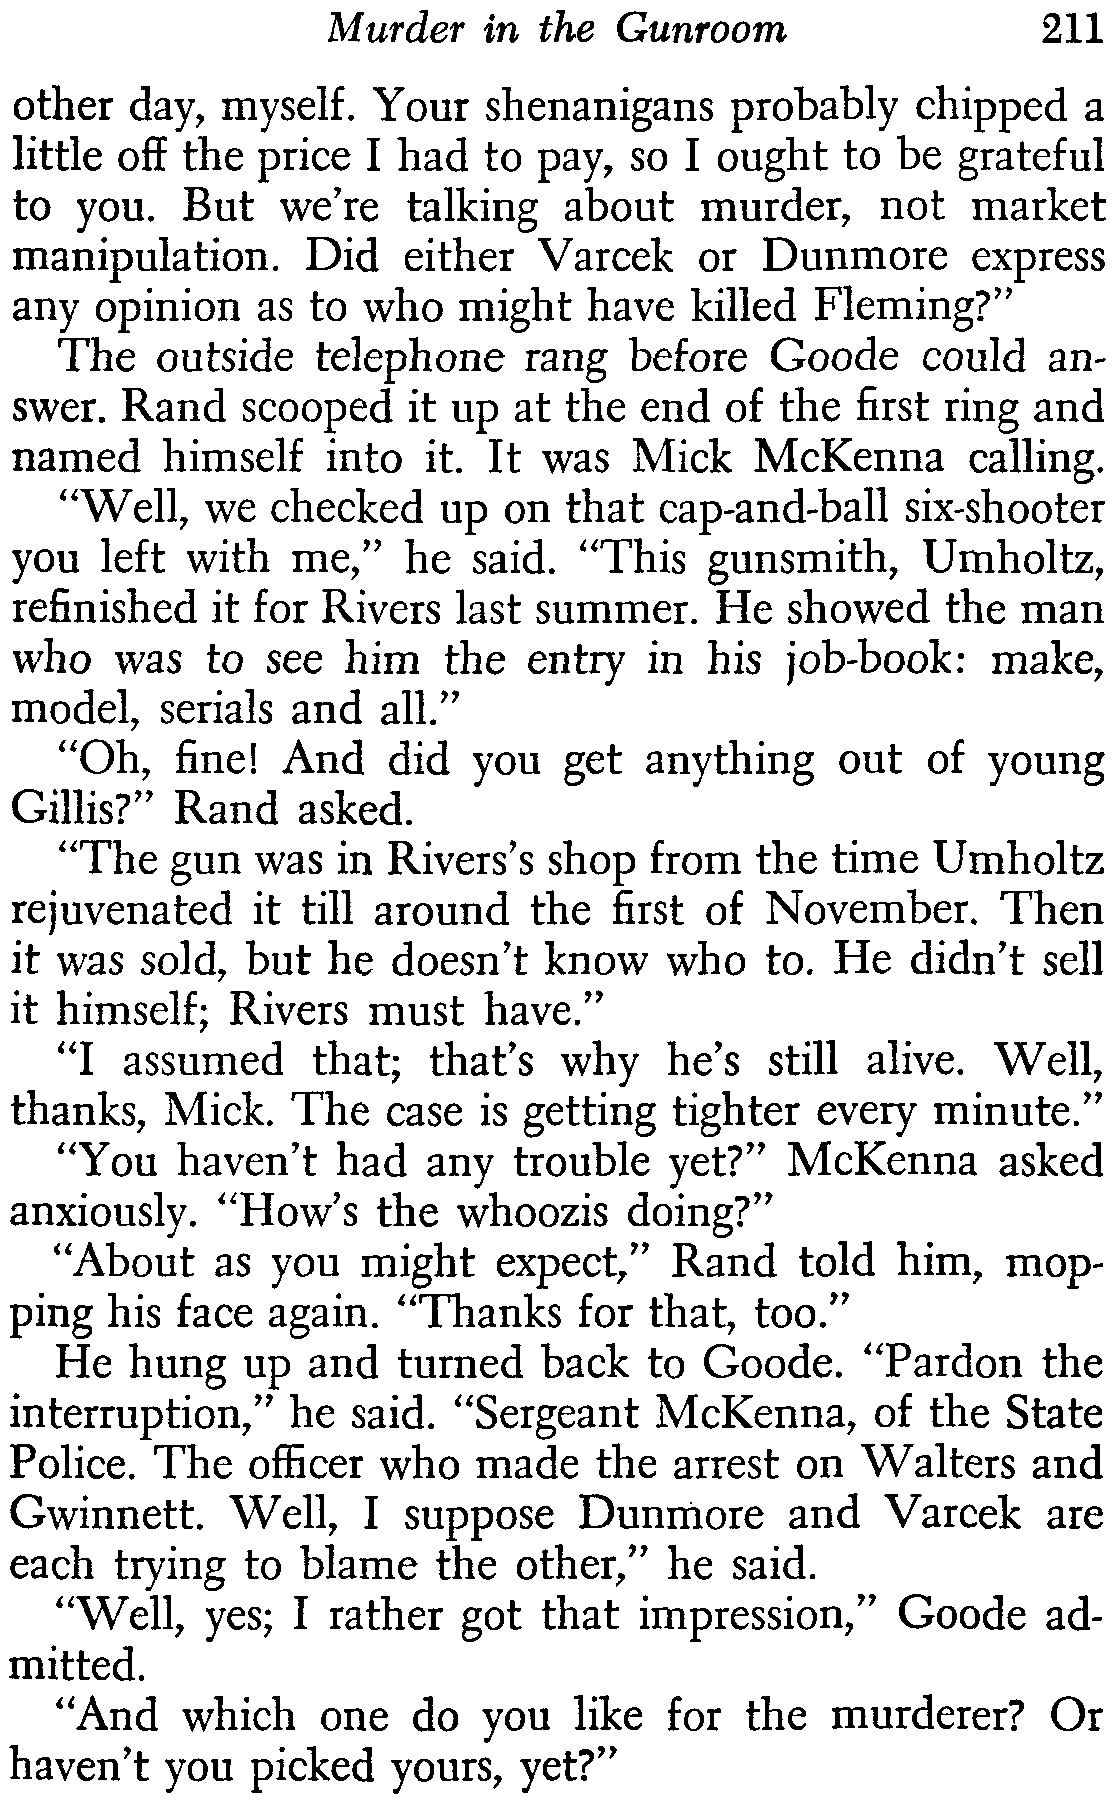 Murder in the Gunroom 211
other day, myself. Your shenanigans probably chipped a
little off the price I had to pay, so I ought to be grateful
to you. But we're talking about murder, not market
manipulation. Did either Varcek or Dunmore express
any opinion as to who might have killed Fleming?"
The outside telephone rang before Goode could an-
swer. Rand scooped it up at the end of the first ring and
named himself into it. It was Mick McKenna calling.
"Well, we checked up on that cap-and-ball six-shooter
you left with me," he said. "This gunsmith, Umholtz,
refinished it for Rivers last summer. He showed the man
who was to see him the entry in his job-book: make,
model, serials and all."
"Oh, fine! And did you get anything out of young
Gillis?" Rand asked.
"The gun was in Rivers's shop from the time Umholtz
rejuvenated it till around the first of November. Then
it was sold, but he doesn't know who to. He didn't sell
it himself; Rivers must have."
"I assumed that; that's why he's still alive. Well,
thanks, Mick. The case is getting tighter every minute."
"You haven't had any trouble yet?" McKenna asked
anxiously. "How's the whoozis doing?"
"About as you might expect," Rand told him, mop-
ping his face again. "Thanks for that, too."
He hung up and turned back to Goode. "Pardon the
interruption," he said. "Sergeant McKenna, of the State
Police. The officer who made the arrest on Walters and
Gwinnett. Well, I suppose Dunmore and Varcek are
each trying to blame the other," he said.
"Well, yes; I rather got that impression," Goode ad-
mitted.
"And which one do you like for the murderer? Or
haven't you picked yours, yet?"